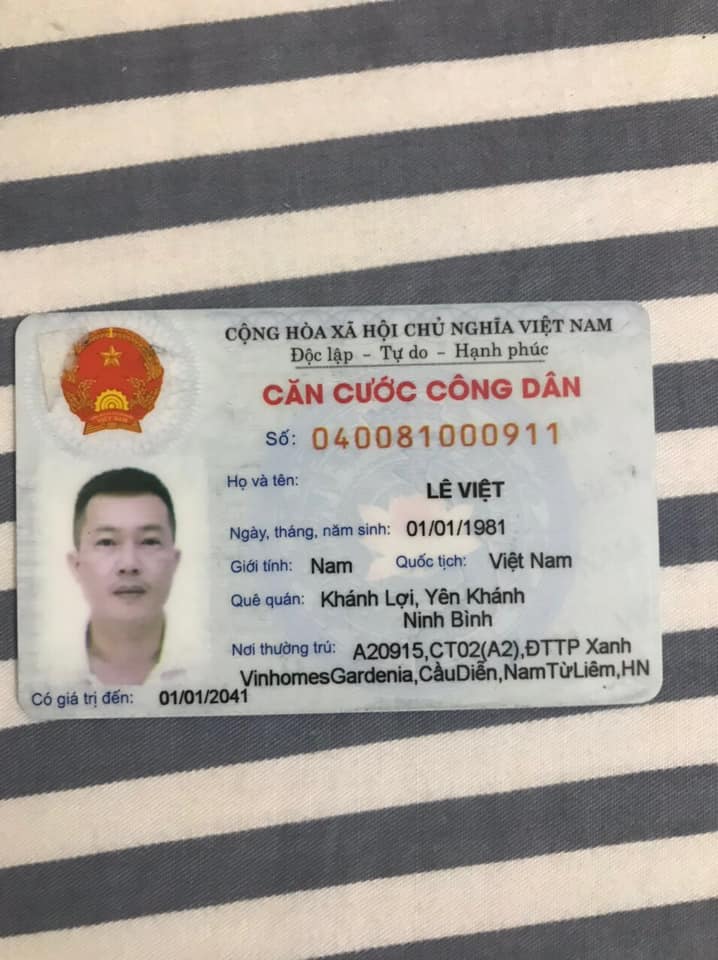 CỘNG HÒA XÃ HỘI CHỦ NGHĨA VIỆT NAM
Độc lập - Tự do - Hạnh phúc
CĂN CƯỚC CÔNG DÂN
Số: 040081000911
Họ và tên:
LÊ VIỆT
Ngày, tháng, năm sinh: 01/01/1981
Giới tính: Nam Quốc tịch: Việt Nam
Quê quán: Khánh Lợi, Yên Khánh
Ninh Bình
Nơi thường trú: A20915,CT02(A2),ĐTTP Xanh
VinhomesGardenia,CầuDiễn,NamTừLiêm,HN
Có giá trị đến: 01/01/2041